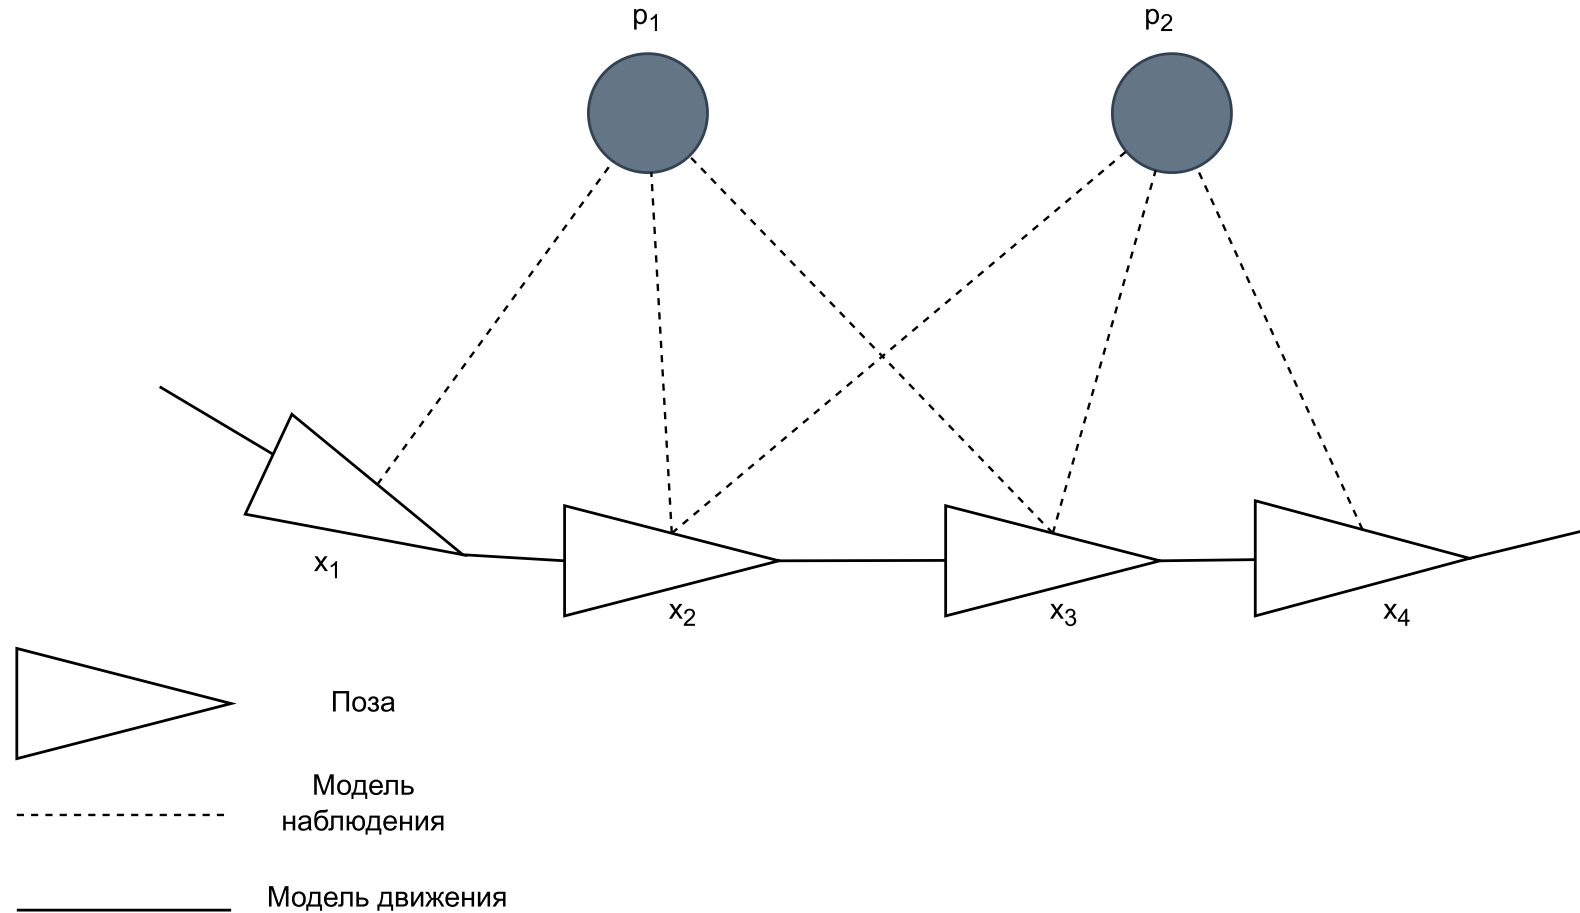 p₁
p₂
x₁
x₂
x₃
x₄
Поза
Модель
наблюдения
Модель движения